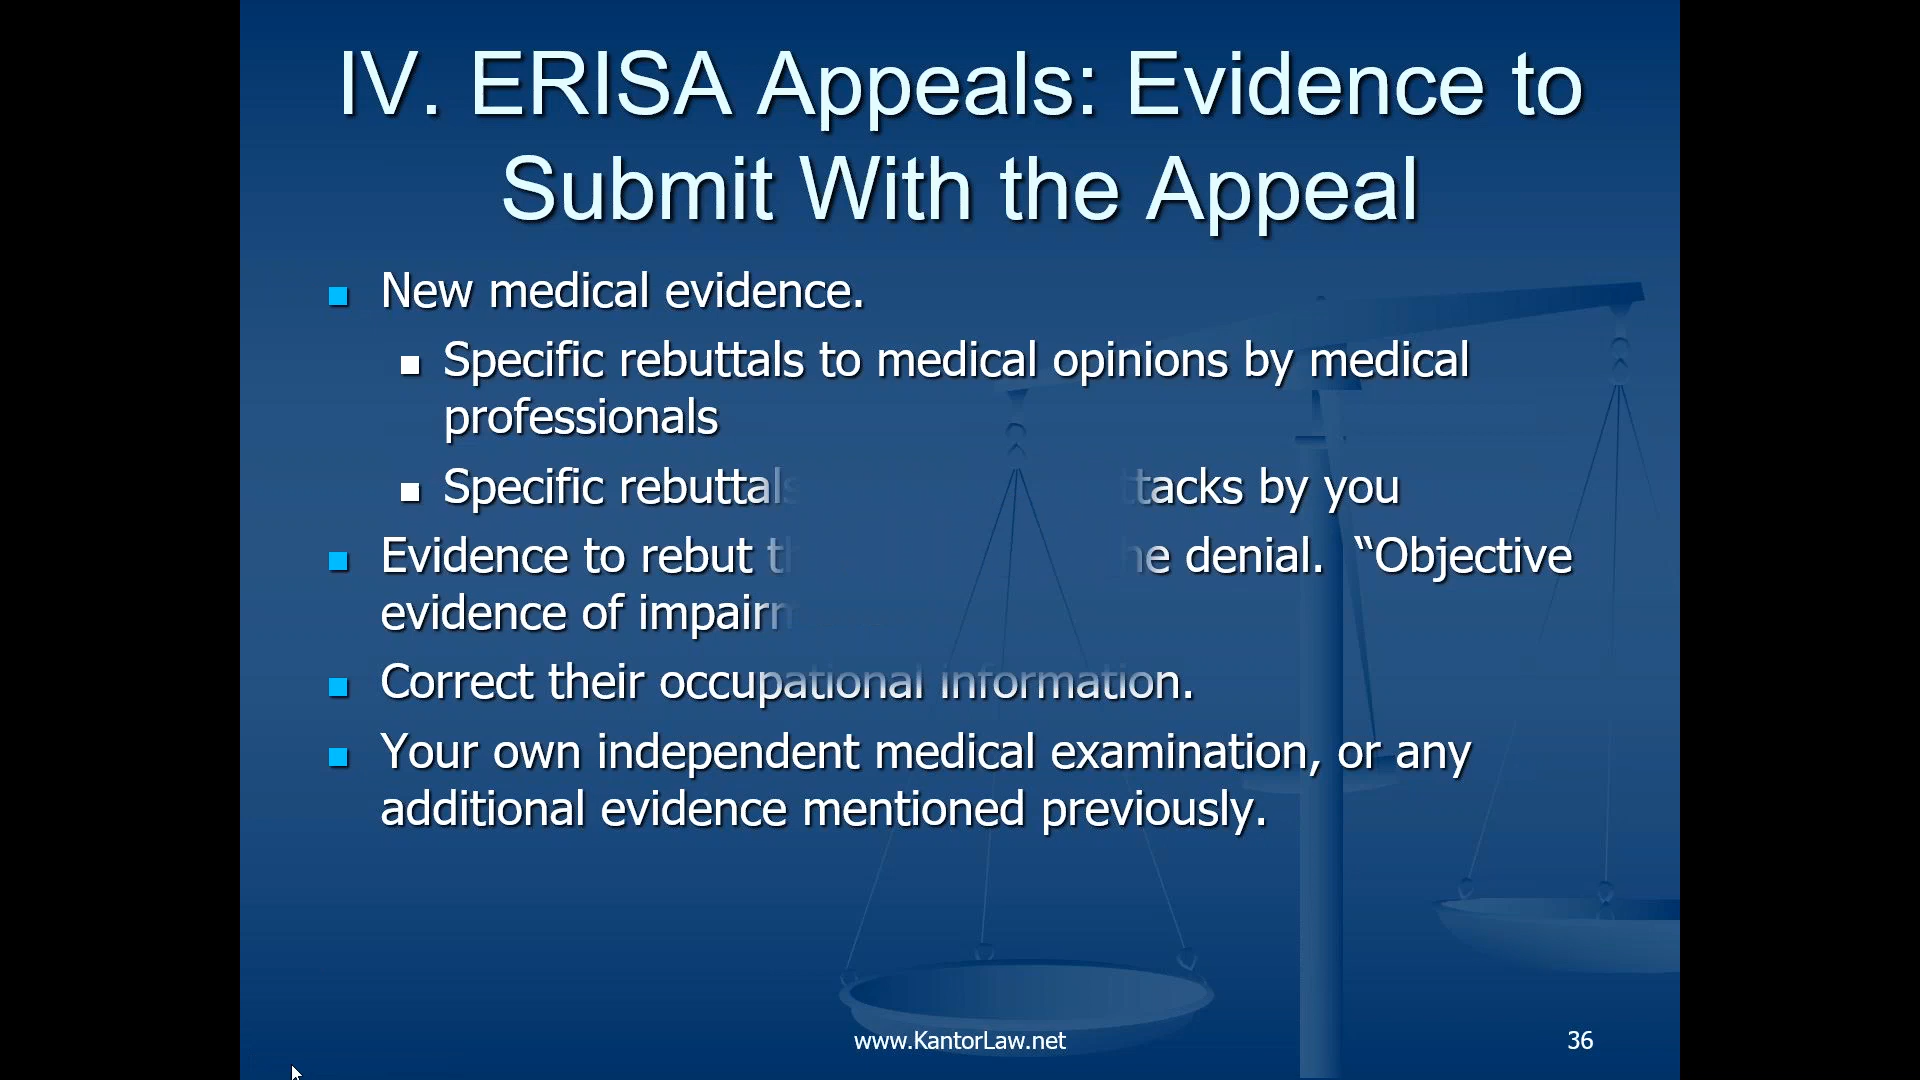 IV. ERISA Appeals: Evidence to
Submit With the Appeal
New medical evidence.
Specific rebuttals to medical opinions by medical
professionals
Specific rebuttals by you
Evidence to rebut denial. “Objective
evidence of
Correct their occupational information.
Your own independent medical examination, or any
additional evidence mentioned previously.
www.KantorLaw.net
36